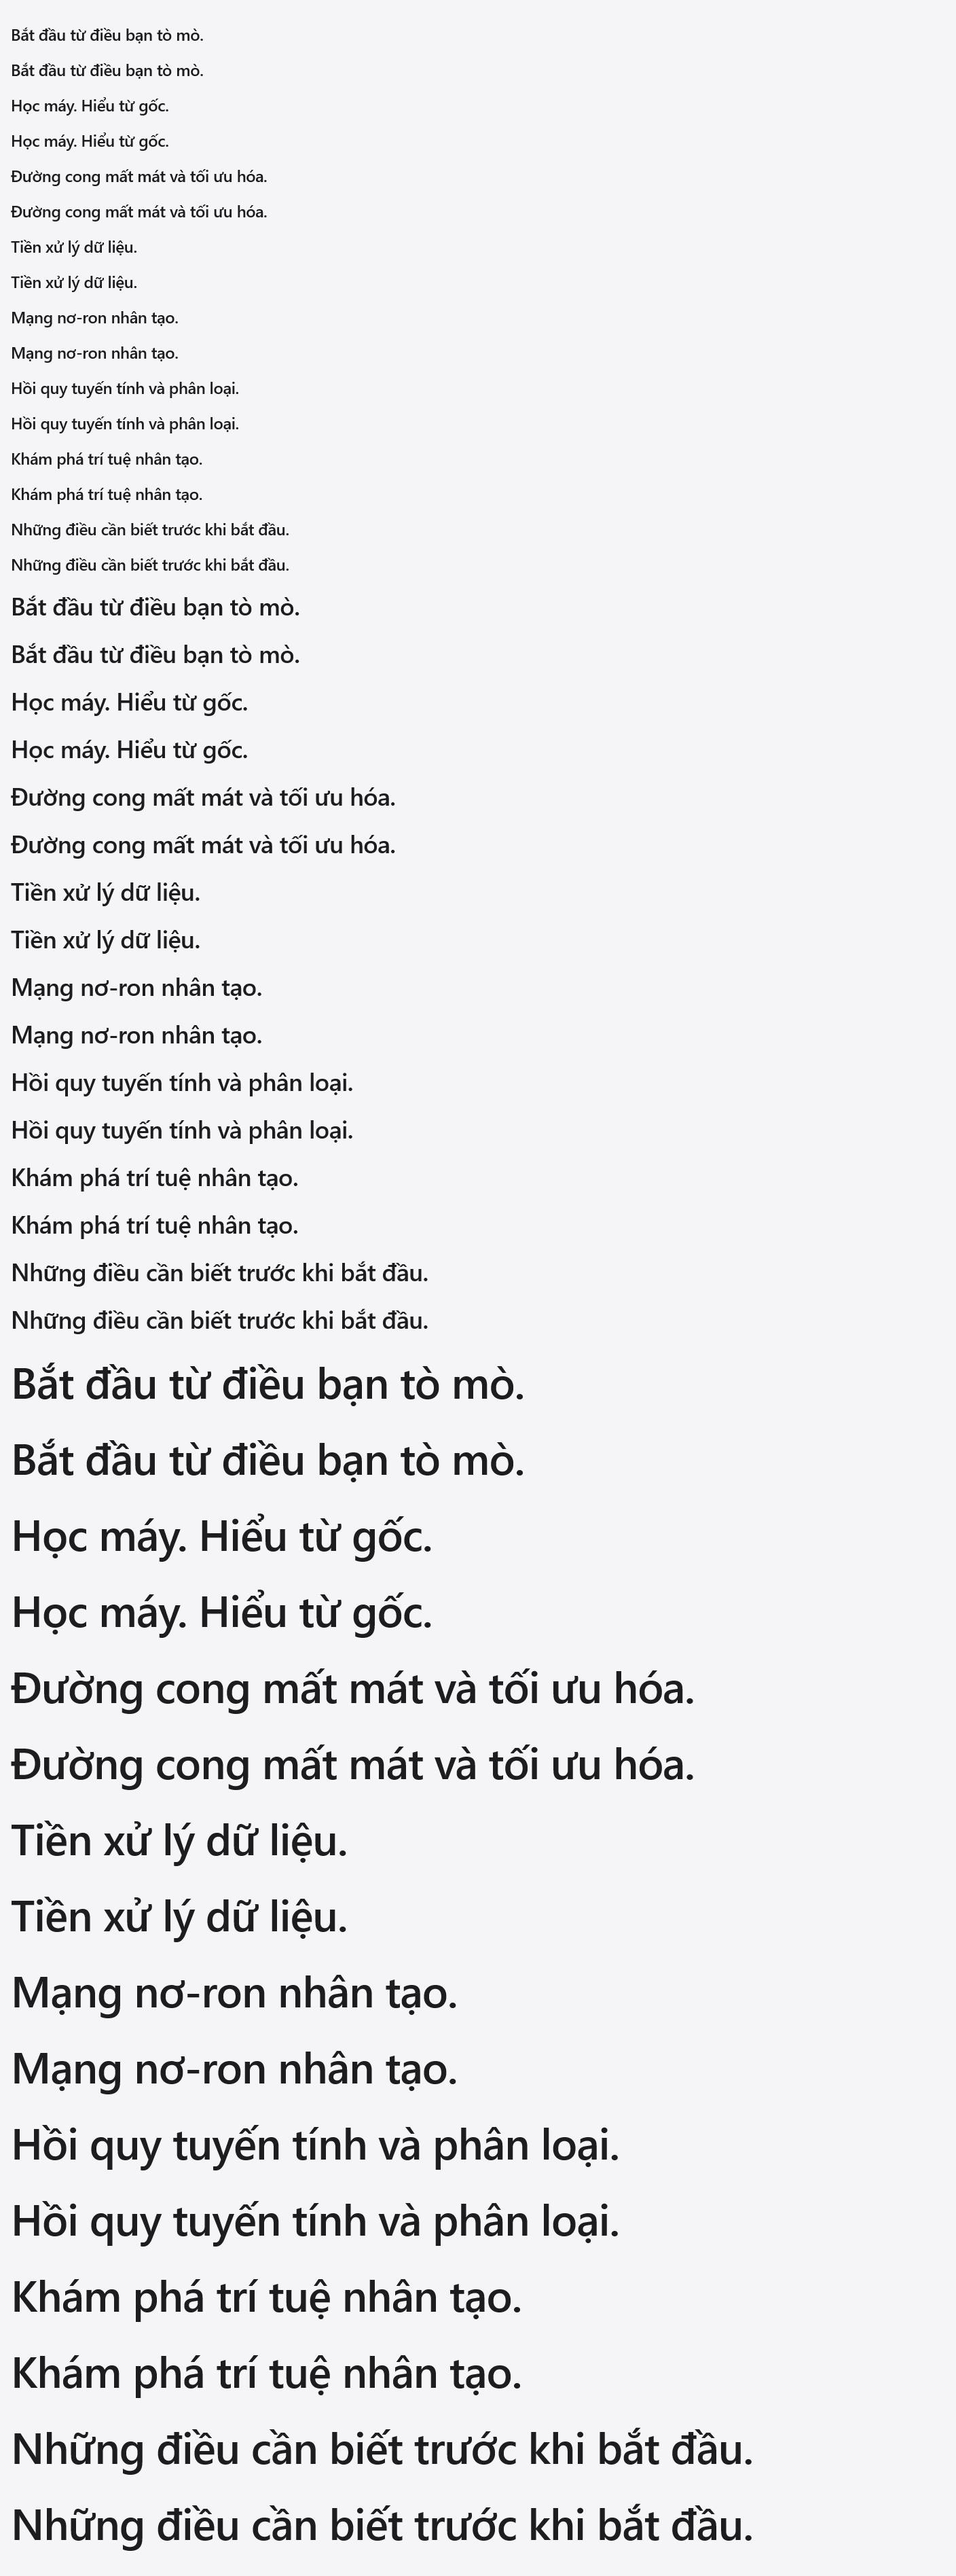 Bắt đầu từ điều bạn tò mò.
Bắt đầu từ điều bạn tò mò.
Học máy. Hiểu từ gốc.
Học máy. Hiểu từ gốc.
Đường cong mất mát và tối ưu hóa.
Đường cong mất mát và tối ưu hóa.
Tiền xử lý dữ liệu.
Tiền xử lý dữ liệu.
Mạng nơ-ron nhân tạo.
Mạng nơ-ron nhân tạo.
Hồi quy tuyến tính và phân loại.
Hồi quy tuyến tính và phân loại.
Khám phá trí tuệ nhân tạo.
Khám phá trí tuệ nhân tạo.
Những điều cần biết trước khi bắt đầu.
Những điều cần biết trước khi bắt đầu.
Bắt đầu từ điều bạn tò mò.
Bắt đầu từ điều bạn tò mò.
Học máy. Hiểu từ gốc.
Học máy. Hiểu từ gốc.
Đường cong mất mát và tối ưu hóa.
Đường cong mất mát và tối ưu hóa.
Tiền xử lý dữ liệu.
Tiền xử lý dữ liệu.
Mạng nơ-ron nhân tạo.
Mạng nơ-ron nhân tạo.
Hồi quy tuyến tính và phân loại.
Hồi quy tuyến tính và phân loại.
Khám phá trí tuệ nhân tạo.
Khám phá trí tuệ nhân tạo.
Những điều cần biết trước khi bắt đầu.
Những điều cần biết trước khi bắt đầu.
Bắt đầu từ điều bạn tò mò.
Bắt đầu từ điều bạn tò mò.
Học máy. Hiểu từ gốc.
Học máy. Hiểu từ gốc.
Đường cong mất mát và tối ưu hóa.
Đường cong mất mát và tối ưu hóa.
Tiền xử lý dữ liệu.
Tiền xử lý dữ liệu.
Mạng nơ-ron nhân tạo.
Mạng nơ-ron nhân tạo.
Hồi quy tuyến tính và phân loại.
Hồi quy tuyến tính và phân loại.
Khám phá trí tuệ nhân tạo.
Khám phá trí tuệ nhân tạo.
Những điều cần biết trước khi bắt đầu.
Những điều cần biết trước khi bắt đầu.